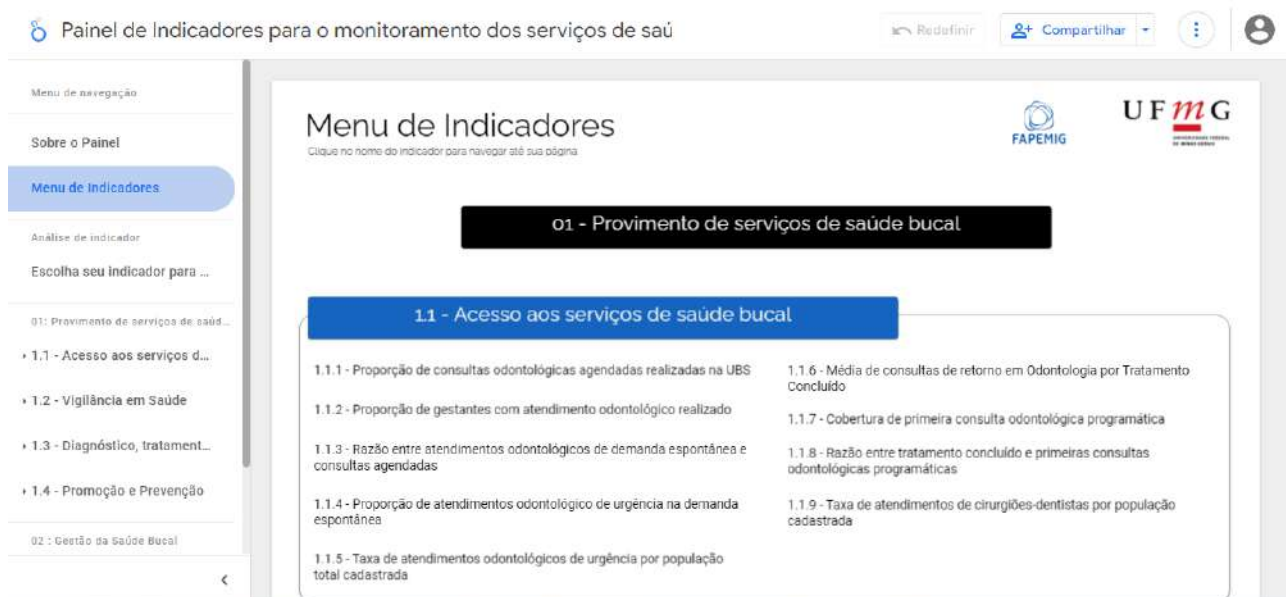 Painel de Indicadores para o monitoramento dos serviços de saú
Redefinir
Compartilhar
Menu de navegação
Sobre o Painel
Menu de Indicadores
Análise de indicador
Escolha seu indicador para ...
01: Provimento de serviços de saúd...
1.1 - Acesso aos serviços d...
1.2 - Vigilância em Saúde
1.3 - Diagnóstico, tratament...
1.4 - Promoção e Prevenção
02 : Gestão da Saúde Bucal
Menu de Indicadores
Clique no nome do indicador para navegar até sua página
FAPEMIG
UFmG
UNIVERSIDADE FEDERAL
DE MINAS GERAIS
01 - Provimento de serviços de saúde bucal
1.1 - Acesso aos serviços de saúde bucal
1.1.1 - Proporção de consultas odontológicas agendadas realizadas na UBS
1.1.2 - Proporção de gestantes com atendimento odontológico realizado
1.1.3 - Razão entre atendimentos odontológicos de demanda espontânea e
consultas agendadas
1.1.4 - Proporção de atendimentos odontológico de urgência na demanda
espontânea
1.1.5 - Taxa de atendimentos odontológicos de urgência por população
total cadastrada
1.1.6 - Média de consultas de retorno em Odontologia por Tratamento
Concluído
1.1.7 - Cobertura de primeira consulta odontológica programática
1.1.8 - Razão entre tratamento concluído e primeiras consultas
odontológicas programáticas
1.1.9 - Taxa de atendimentos de cirurgiões-dentistas por população
cadastrada